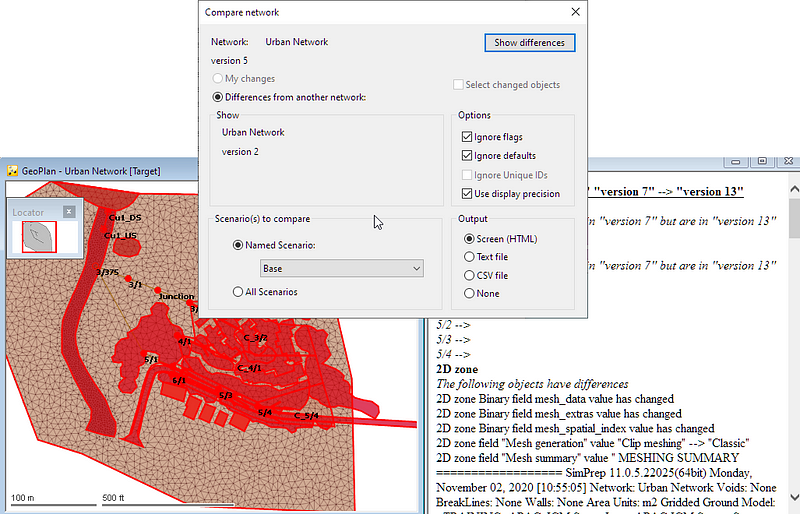 Compare network
Network: Urban Network
Show differences
version 5
My changes
Select changed objects
Differences from another network:
Show
Urban Network
version 2
Options
Ignore flags
Ignore defaults
Ignore Unique IDs
Use display precision
Scenario(s) to compare
Named Scenario:
Base
All Scenarios
Output
Screen (HTML)
Text file
CSV file
None
GeoPlan - Urban Network [Target]
Locator
Cu1_DS
Cu1_US
3/375
3/1
Junction
4/1
C_3/2
5/1
C_4/1
6/1
5/3
5/4
C_5/4
100 m
500 ft
"version 7" --> "version 13"
in "version 7" but are in "version 13"
in "version 7" but are in "version 13"
5/2 -->
5/3 -->
5/4 -->
2D zone
The following objects have differences
2D zone Binary field mesh_data value has changed
2D zone Binary field mesh_extras value has changed
2D zone Binary field mesh_spatial_index value has changed
2D zone field "Mesh generation" value "Clip meshing" --> "Classic"
2D zone field "Mesh summary" value " MESHING SUMMARY
================== SimPrep 11.0.5.22025(64bit) Monday,
November 02, 2020 [10:55:05] Network: Urban Network Voids: None
BreakLines: None Walls: None Area Units: m2 Gridded Ground Model: